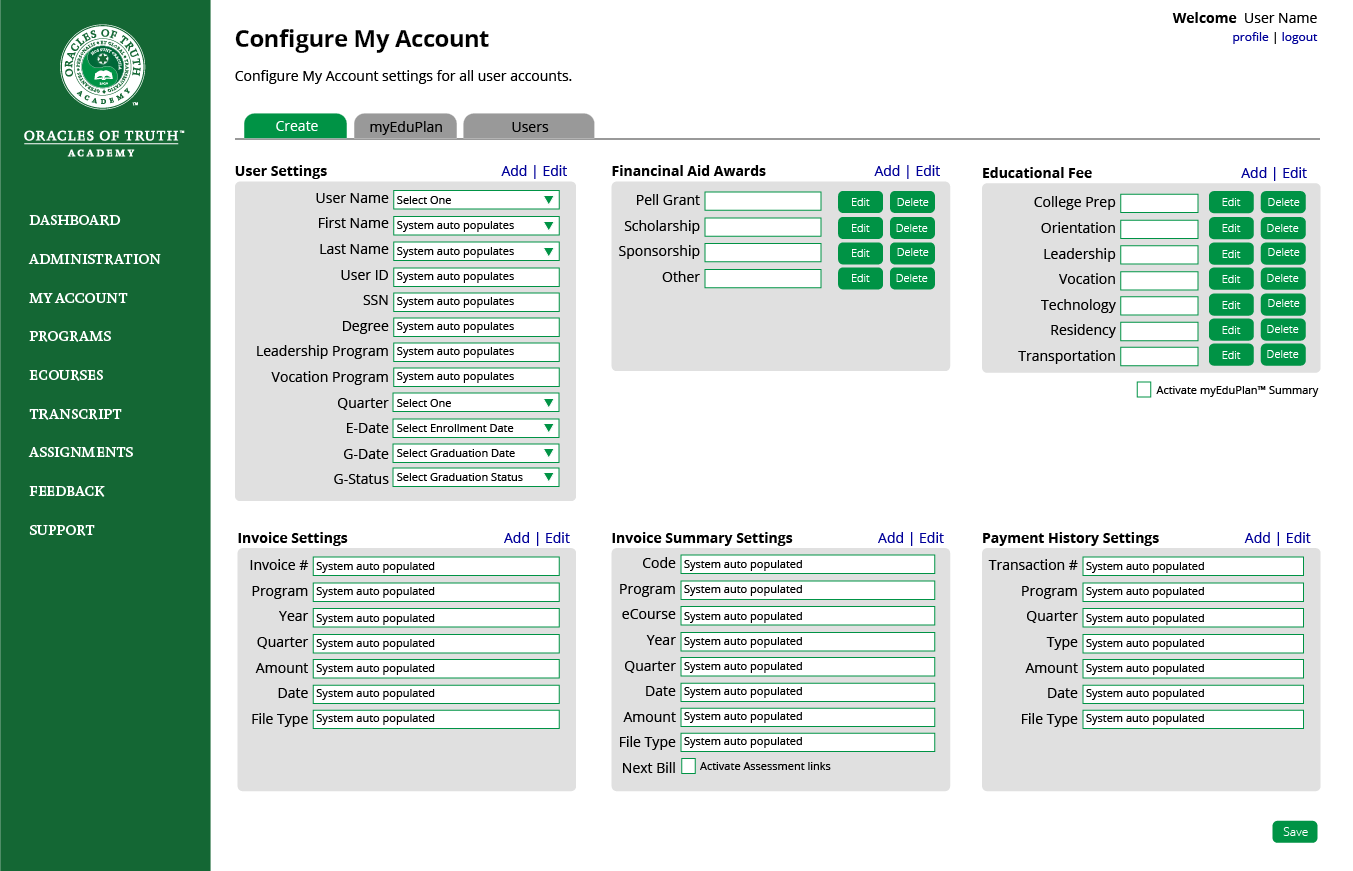 ORACLES OF TRUTH
ACADEMY
™
ORACLES OF TRUTH™
ACADEMY
DASHBOARD
ADMINISTRATION
MY ACCOUNT
PROGRAMS
ECOURSES
TRANSCRIPT
ASSIGNMENTS
FEEDBACK
SUPPORT
Welcome User Name
profile | logout
Configure My Account
Configure My Account settings for all user accounts.
Create
myEduPlan
Users
User Settings Add | Edit
User Name Select One
First Name System auto populates
Last Name System auto populates
User ID System auto populates
SSN System auto populates
Degree System auto populates
Leadership Program System auto populates
Vocation Program System auto populates
Quarter Select One
E-Date Select Enrollment Date
G-Date Select Graduation Date
G-Status Select Graduation Status
Financinal Aid Awards Add | Edit
Pell Grant Edit Delete
Scholarship Edit Delete
Sponsorship Edit Delete
Other Edit Delete
Educational Fee Add | Edit
College Prep Edit Delete
Orientation Edit Delete
Leadership Edit Delete
Vocation Edit Delete
Technology Edit Delete
Residency Edit Delete
Transportation Edit Delete
Activate myEduPlan™ Summary
Invoice Settings Add | Edit
Invoice # System auto populated
Program System auto populated
Year System auto populated
Quarter System auto populated
Amount System auto populated
Date System auto populated
File Type System auto populated
Invoice Summary Settings Add | Edit
Code System auto populated
Program System auto populated
eCourse System auto populated
Year System auto populated
Quarter System auto populated
Date System auto populated
Amount System auto populated
File Type System auto populated
Next Bill Activate Assessment links
Payment History Settings Add | Edit
Transaction # System auto populated
Program System auto populated
Quarter System auto populated
Type System auto populated
Amount System auto populated
Date System auto populated
File Type System auto populated
Save